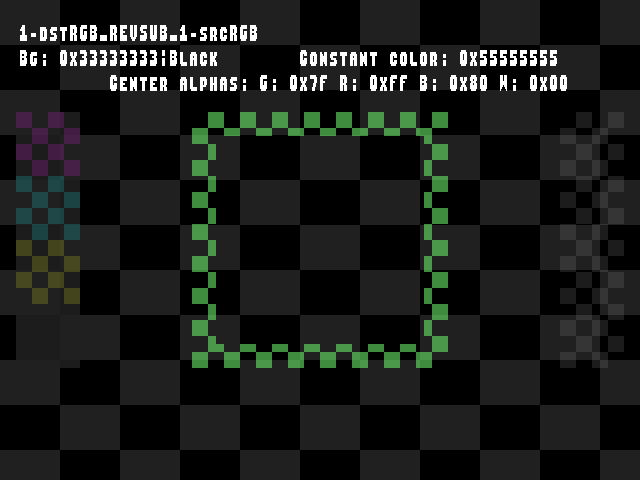 1-dstRGB_REVSUB_1-srcRGB
Bg: 0x33333333¦Black Constant color: 0x55555555
Center alphas: G: 0x7F R: 0xFF B: 0x80 W: 0x00